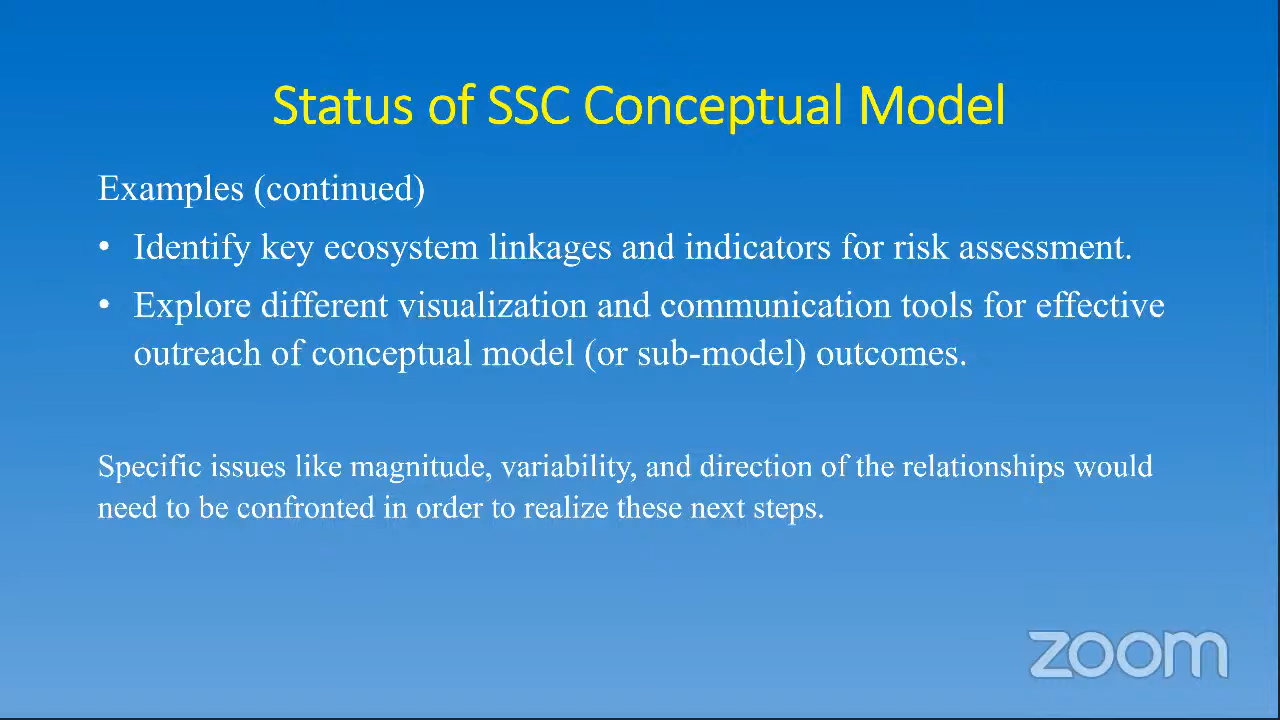 Status of SSC Conceptual Model
Examples (continued)
• Identify key ecosystem linkages and indicators for risk assessment.
• Explore different visualization and communication tools for effective
outreach of conceptual model (or sub-model) outcomes.
Specific issues like magnitude, variability, and direction of the relationships would
need to be confronted in order to realize these next steps.
zoom